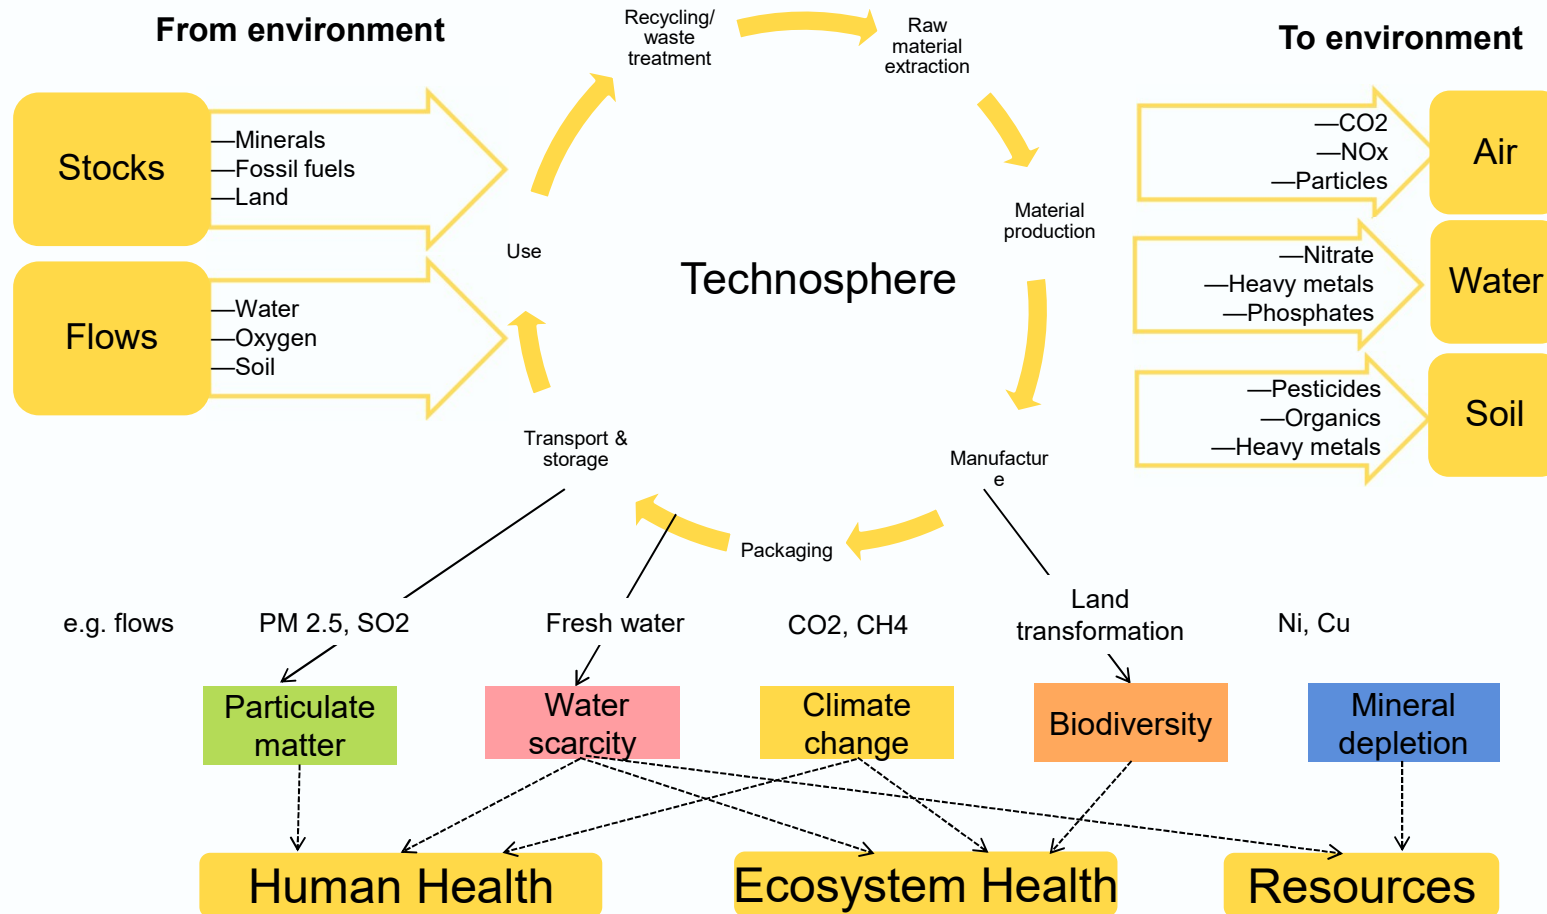 From environment
Recycling/
waste
treatment
Raw
material
extraction
To environment
Stocks
—Minerals
—Fossil fuels
—Land
—CO2
—NOx
—Particles
Air
Use
Technosphere
Material
production
Flows
—Water
—Oxygen
—Soil
—Nitrate
—Heavy metals
—Phosphates
Water
—Pesticides
—Organics
—Heavy metals
Soil
Transport &
storage
Manufactur
e
Packaging
e.g. flows
PM 2.5, SO2
Fresh water
CO2, CH4
Land
transformation
Ni, Cu
Particulate
matter
Water
scarcity
Climate
change
Biodiversity
Mineral
depletion
Human Health
Ecosystem Health
Resources